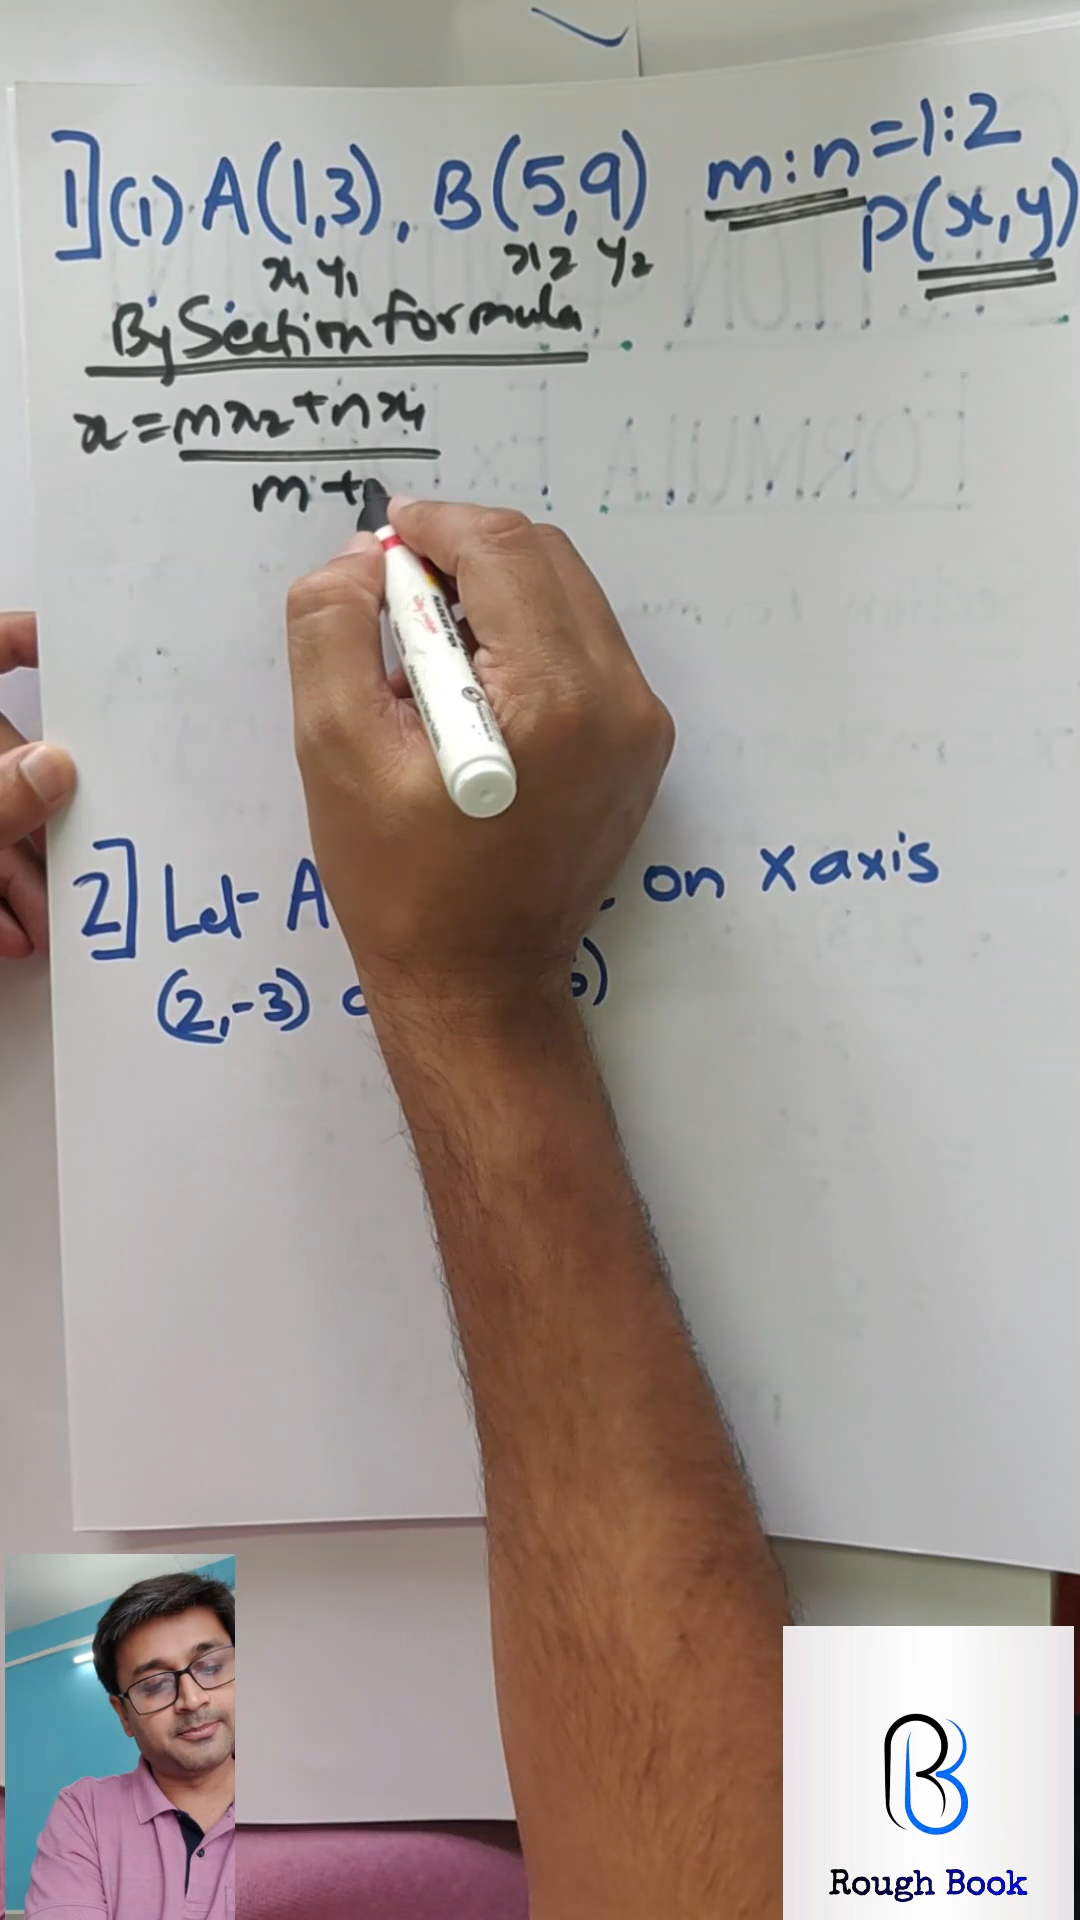 1] (1) A(1,3), B(5,9) m:n=1:2
P(x,y)
x1 y1 x2 y2
By Section formula
x = mx2+nx1
m+
2] Let A on X axis
(2,-3)
Rough Book